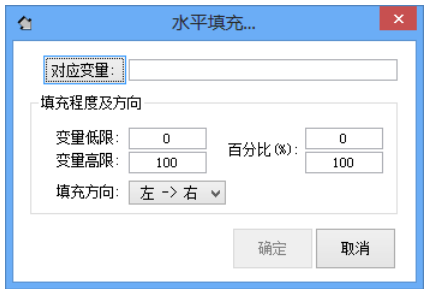 水平填充...
对应变量:
填充程度及方向
变量低限: 0 百分比(%): 0
变量高限: 100 100
填充方向: 左 -> 右
确定 取消